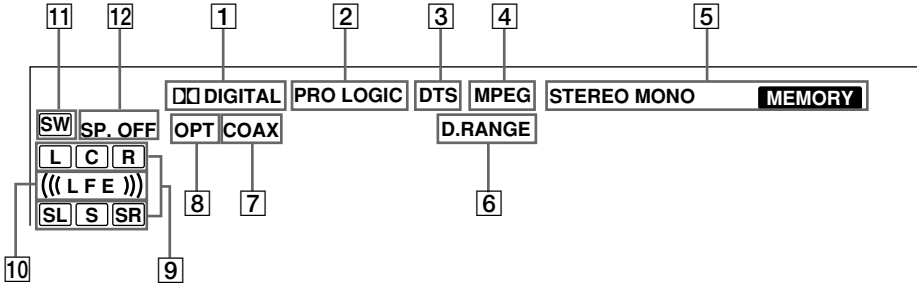 11 12 1 2 3 4 5
DIGITAL PRO LOGIC DTS MPEG STEREO MONO MEMORY
SW SP. OFF OPT COAX D.RANGE
L C R
((( L F E )))
8 7 6
SL S SR
10 9